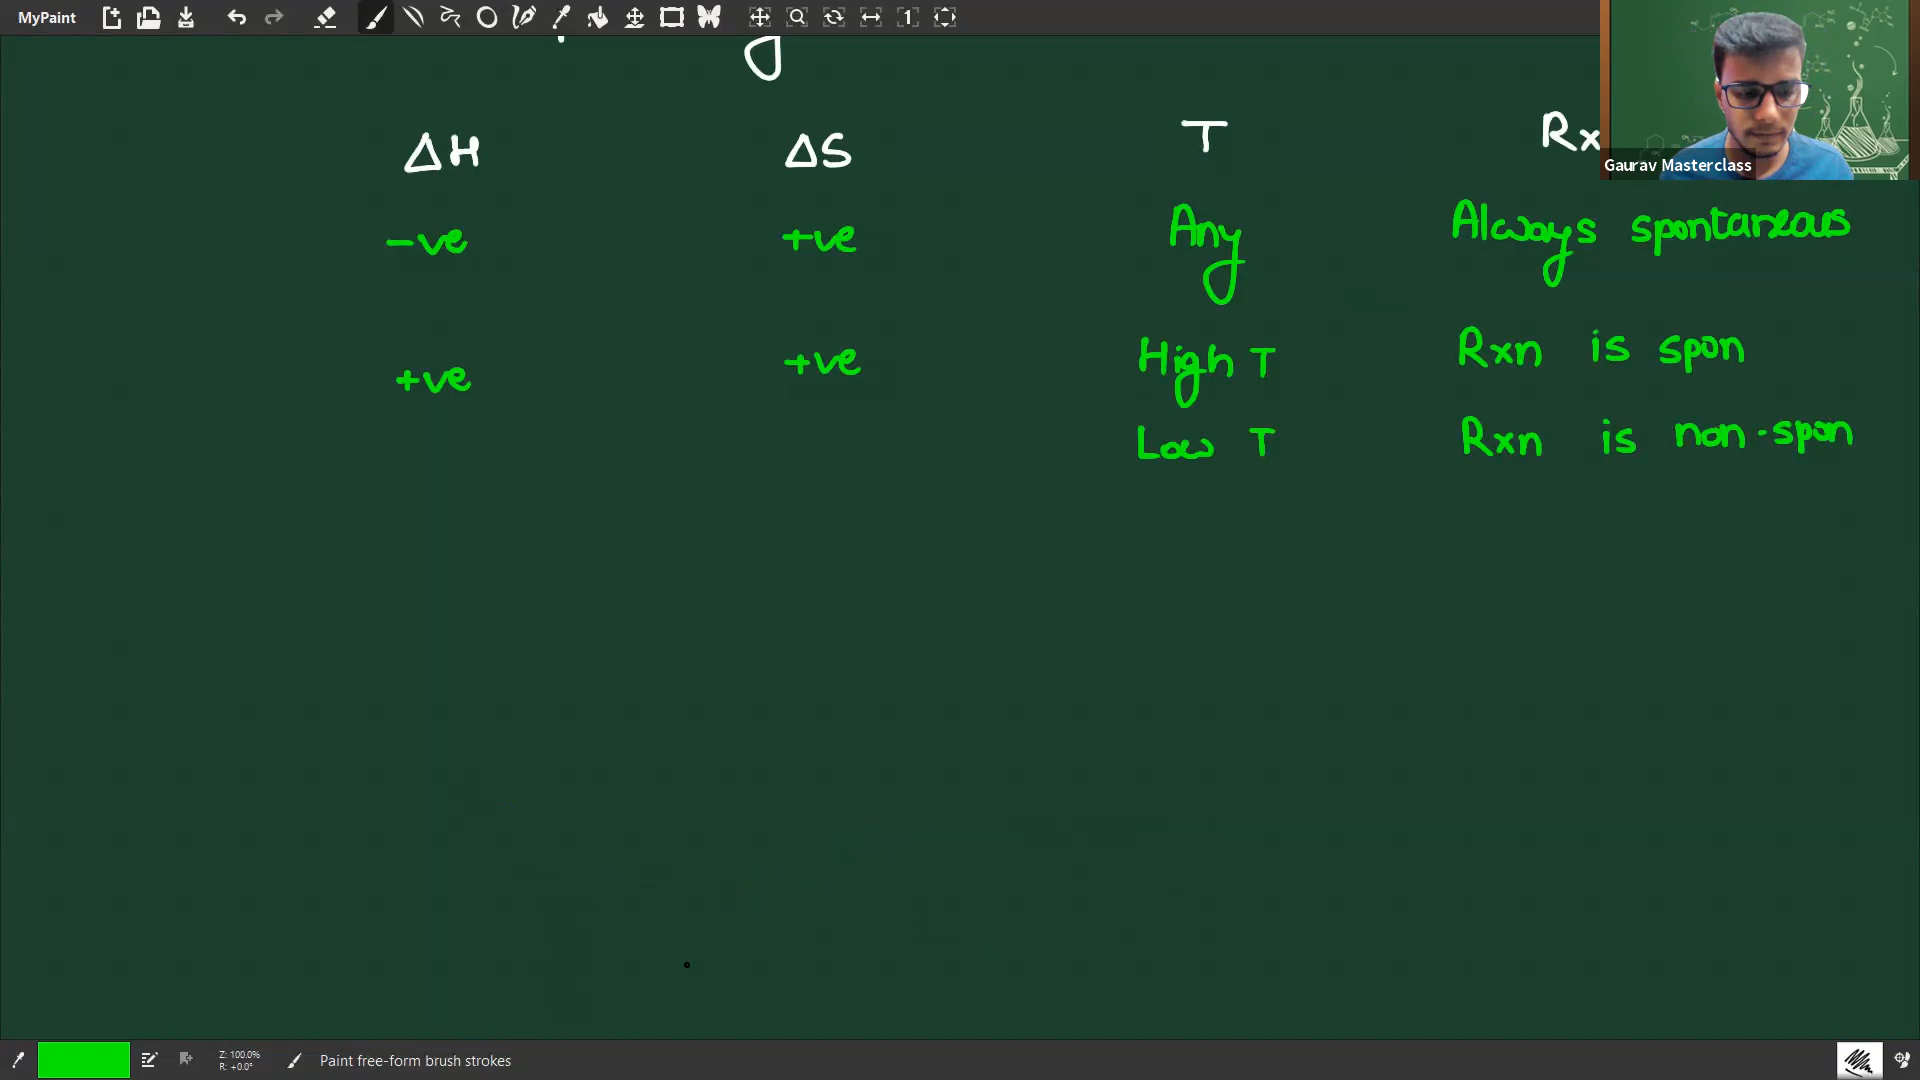 MyPaint
ΔH ΔS T Rx
Gaurav Masterclass
-ve +ve Any Always spontaneous
+ve +ve High T Rxn is spon
Low T Rxn is non-spon
Z: 100.0%
R: +0.0°
Paint free-form brush strokes